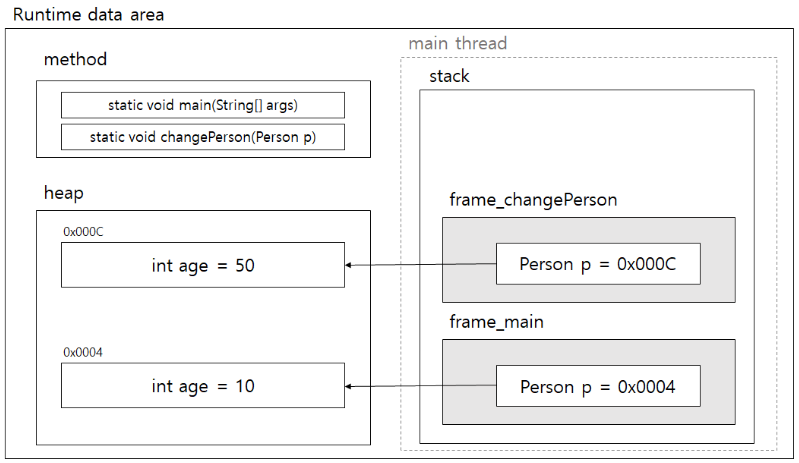 Runtime data area
method
static void main(String[] args)
static void changePerson(Person p)
heap
0x000C
int age = 50
0x0004
int age = 10
main thread
stack
frame_changePerson
Person p = 0x000C
frame_main
Person p = 0x0004